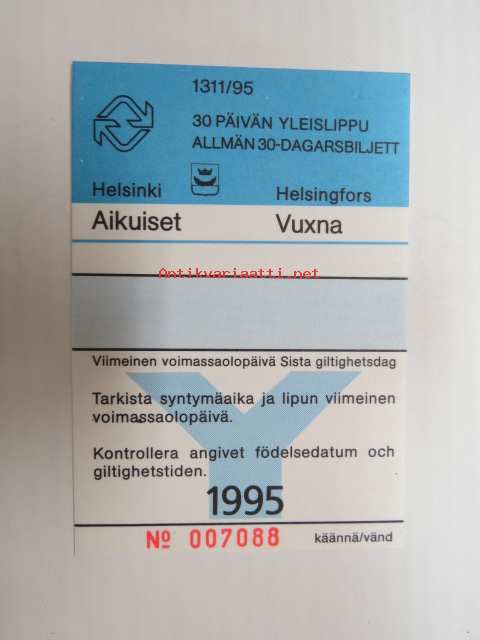 1311/95
30 PÄIVÄN YLEISLIPPU
ALLMÄN 30-DAGARSBILJETT
Helsinki Helsingfors
Aikuiset Vuxna
Antikvariaatti.net
Viimeinen voimassaolopäivä Sista giltighetsdag
Tarkista syntymäaika ja lipun viimeinen
voimassaolopäivä.
Kontrollera angivet födelsedatum och
giltighetstiden.
Y
1995
Nº 007088 käännä/vänd